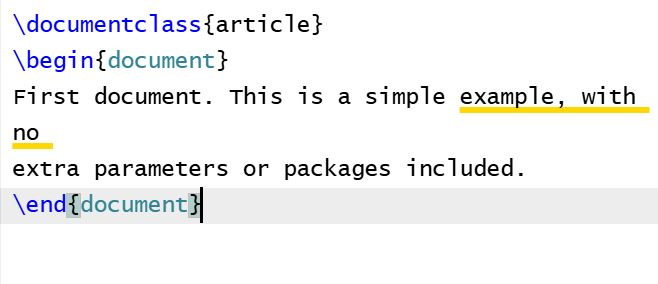 \documentclass{article}
\begin{document}
First document. This is a simple example, with
no
extra parameters or packages included.
\end{document}